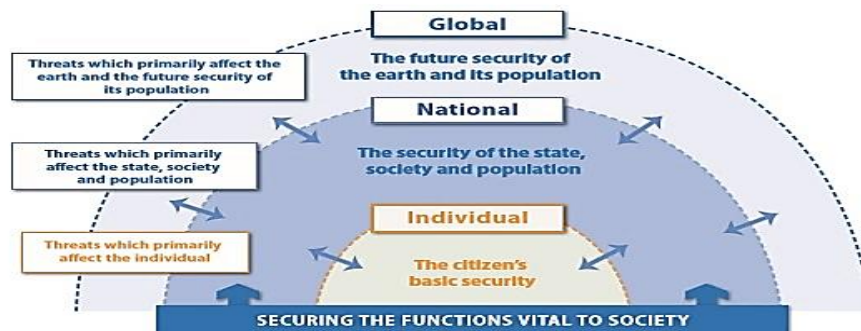 Global
The future security of
the earth and its population
Threats which primarily affect the
earth and the future security of
its population
National
The security of the state,
society and population
Threats which primarily
affect the state, society
and population
Individual
The citizen's
basic security
Threats which primarily
affect the individual
SECURING THE FUNCTIONS VITAL TO SOCIETY